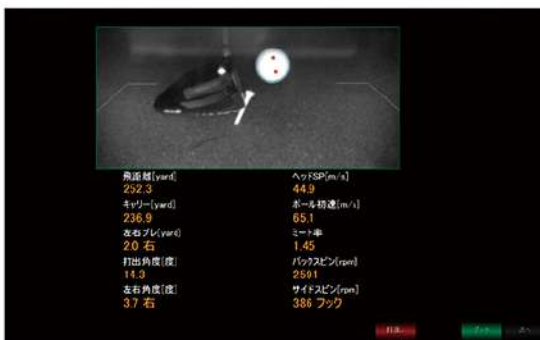 飛距離[yard]
252.3
キャリー[yard]
236.9
左右ブレ[yard]
2.0 右
打出角度[度]
14.3
左右角度[度]
3.7 右
ヘッドSP[m/s]
44.9
ボール初速[m/s]
65.1
ミート率
1.45
バックスピン[rpm]
2591
サイドスピン[rpm]
386 フック